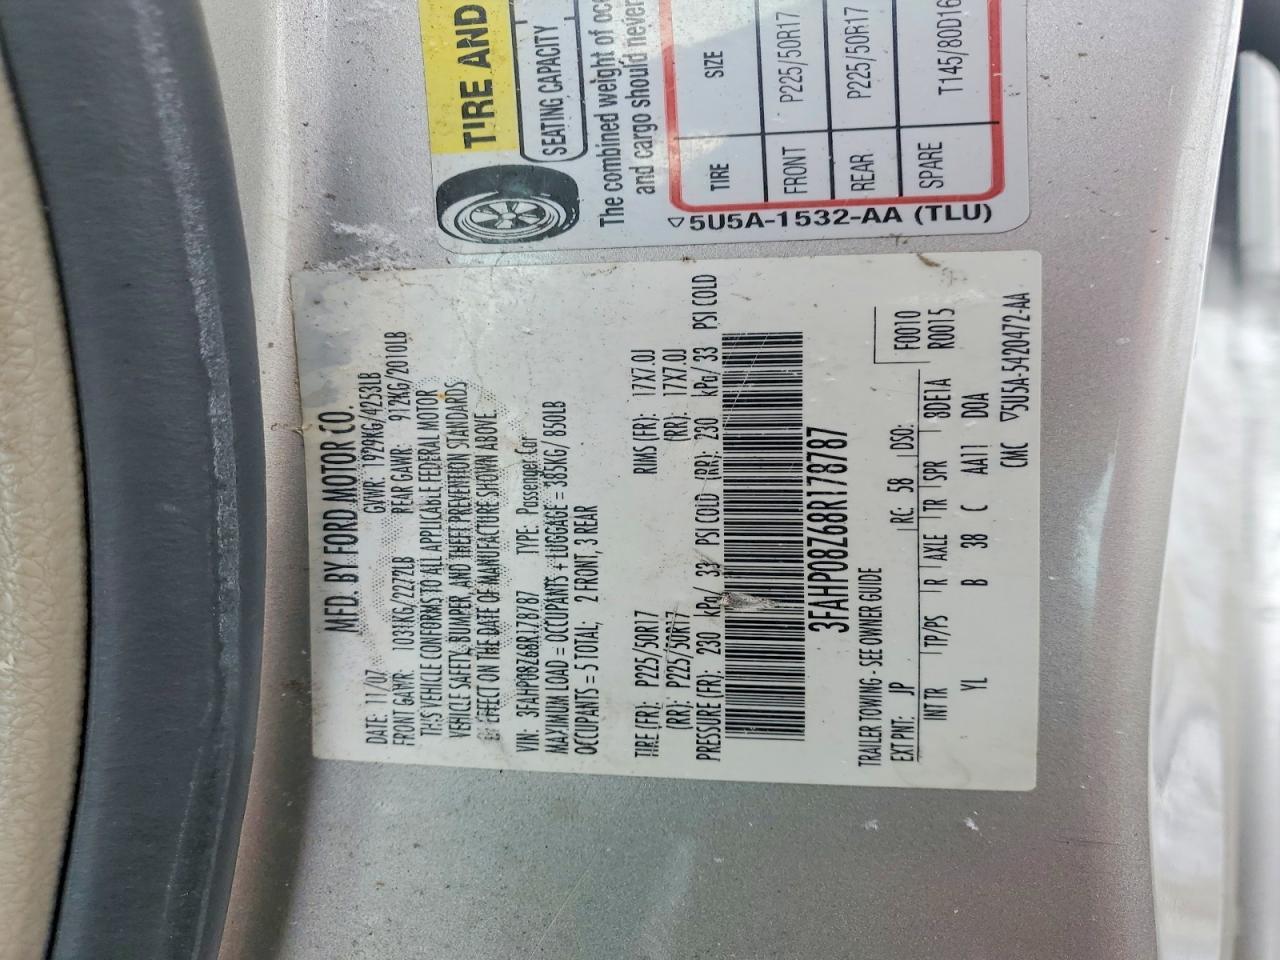 TIRE AND
SEATING CAPACITY
The combined weight of occ
and cargo should never
TIRE SIZE
FRONT P225/50R17
REAR P225/50R17
SPARE T145/80D16
5U5A-1532-AA (TLU)
MFD. BY FORD MOTOR CO.
DATE: 11/07 GVWR: 1929KG/4253LB
FRONT GAWR: 1031KG/2272LB REAR GAWR: 912KG/2010LB
THIS VEHICLE CONFORMS TO ALL APPLICABLE FEDERAL MOTOR
VEHICLE SAFETY, BUMPER, AND THEFT PREVENTION STANDARDS
IN EFFECT ON THE DATE OF MANUFACTURE SHOWN ABOVE
VIN: 3FAHP08Z68R178787 TYPE: Passenger Car
MAXIMUM LOAD = OCCUPANTS + LUGGAGE = 385KG/ 850LB
OCCUPANTS = 5 TOTAL; 2 FRONT, 3 REAR
TIRE (FR): P225/50R17 RIMS (FR): 17X7.0J
(RR): P225/50R17 (RR): 17X7.0J
PRESSURE (FR): 230 kPa/ 33 PSI COLD (RR): 230 kPa/ 33 PSI COLD
3FAHP08Z68R178787
TRAILER TOWING - SEE OWNER GUIDE F0010
EXT PNT: JP RC: 58 DSO: R0015
INT TR TP/PS R AXLE TR SPR 8DE1A
YL B 38 C AA11 DOA
CMC 5U5A-5420472-AA